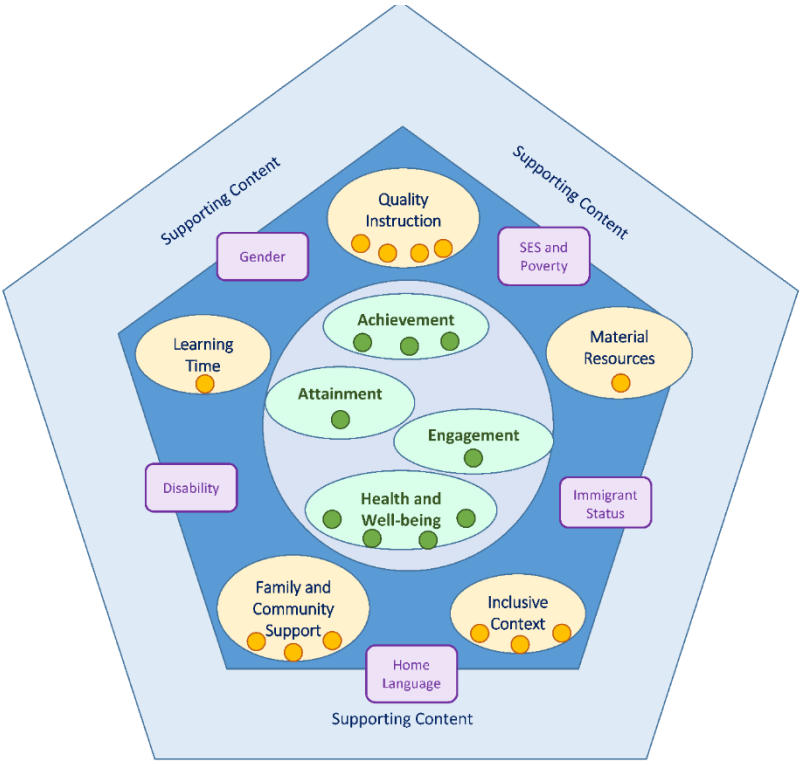 Supporting Content
Supporting Content
Quality
Instruction
Gender
SES and
Poverty
Achievement
Learning
Time
Material
Resources
Attainment
Engagement
Disability
Health and
Well-being
Immigrant
Status
Family and
Community
Support
Inclusive
Context
Home
Language
Supporting Content